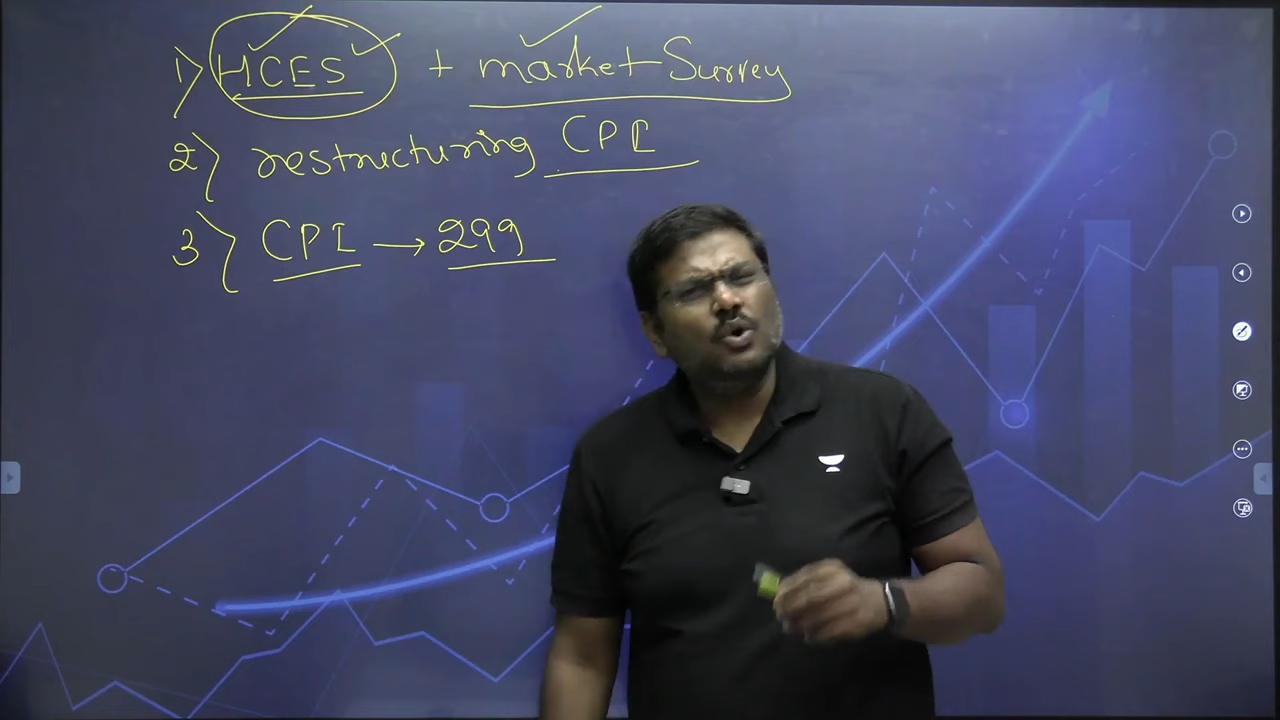 1) HCES + market Survey
2) restructuring CPI
3) CPI → 299